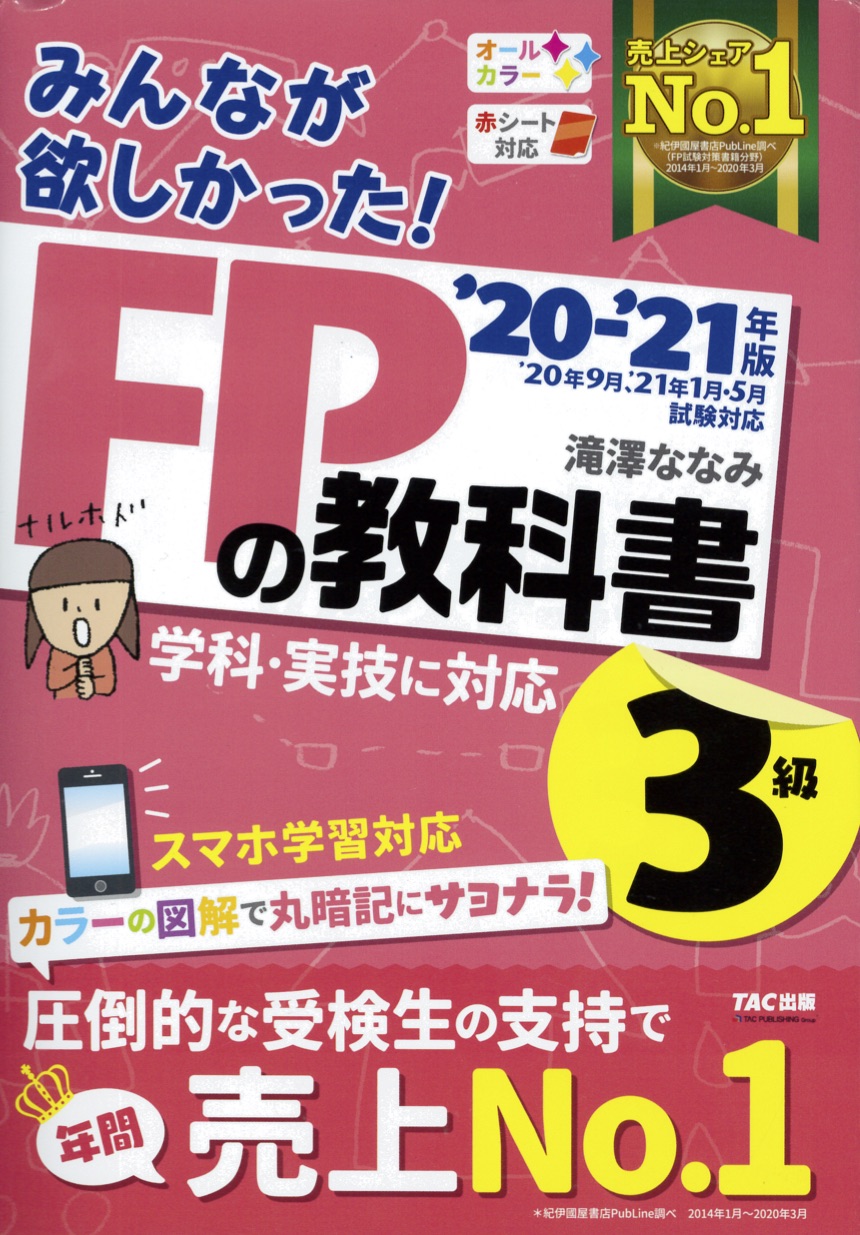 みんなが
欲しかった!
オール
カラー
赤シート
対応
売上シェア
No.1
※紀伊國屋書店PubLine調べ
(FP試験対策書籍分野)
2014年1月~2020年3月
FP
の教科書
'20-'21年版
'20年9月、'21年1月・5月
試験対応
滝澤ななみ
ナルホド
学科・実技に対応
3級
スマホ学習対応
カラーの図解で丸暗記にサヨナラ!
TAC出版
TAC PUBLISHING Group
圧倒的な受検生の支持で
年間
売上No.1
＊紀伊國屋書店PubLine調べ 2014年1月～2020年3月